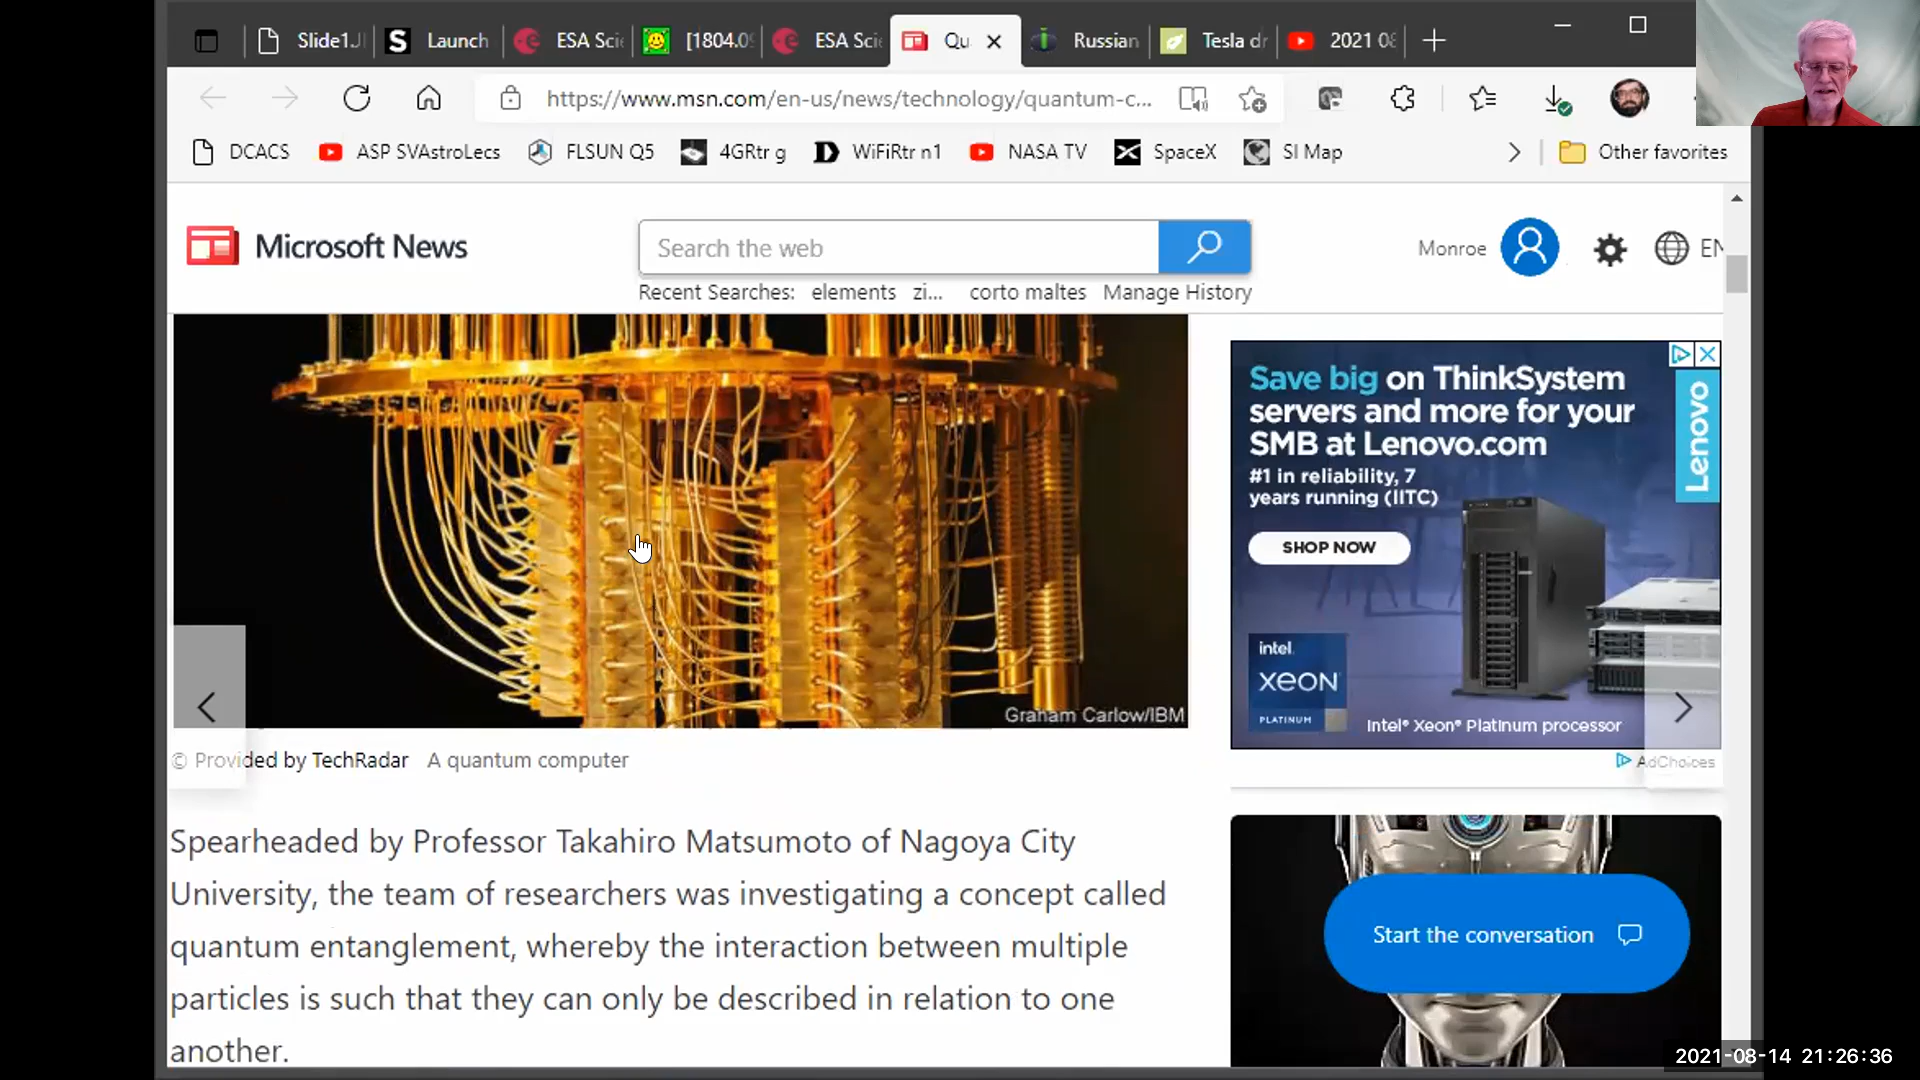 Slide1.J
Launch
ESA Scie
[1804.09
ESA Scie
Qu
Russian
Tesla dr
2021 08
https://www.msn.com/en-us/news/technology/quantum-c...
DCACS
ASP SVAstroLecs
FLSUN Q5
4GRtr g
WiFiRtr n1
NASA TV
SpaceX
SI Map
Other favorites
Microsoft News
Search the web
Monroe
EN
Recent Searches: elements zi... corto maltes Manage History
Graham Carlow/IBM
© Provided by TechRadar A quantum computer
Spearheaded by Professor Takahiro Matsumoto of Nagoya City
University, the team of researchers was investigating a concept called
quantum entanglement, whereby the interaction between multiple
particles is such that they can only be described in relation to one
another.
Save big on ThinkSystem
servers and more for your
SMB at Lenovo.com
#1 in reliability, 7
years running (IITC)
SHOP NOW
Lenovo
intel.
XEON
PLATINUM
Intel® Xeon® Platinum processor
AdChoices
Start the conversation
2021-08-14 21:26:36